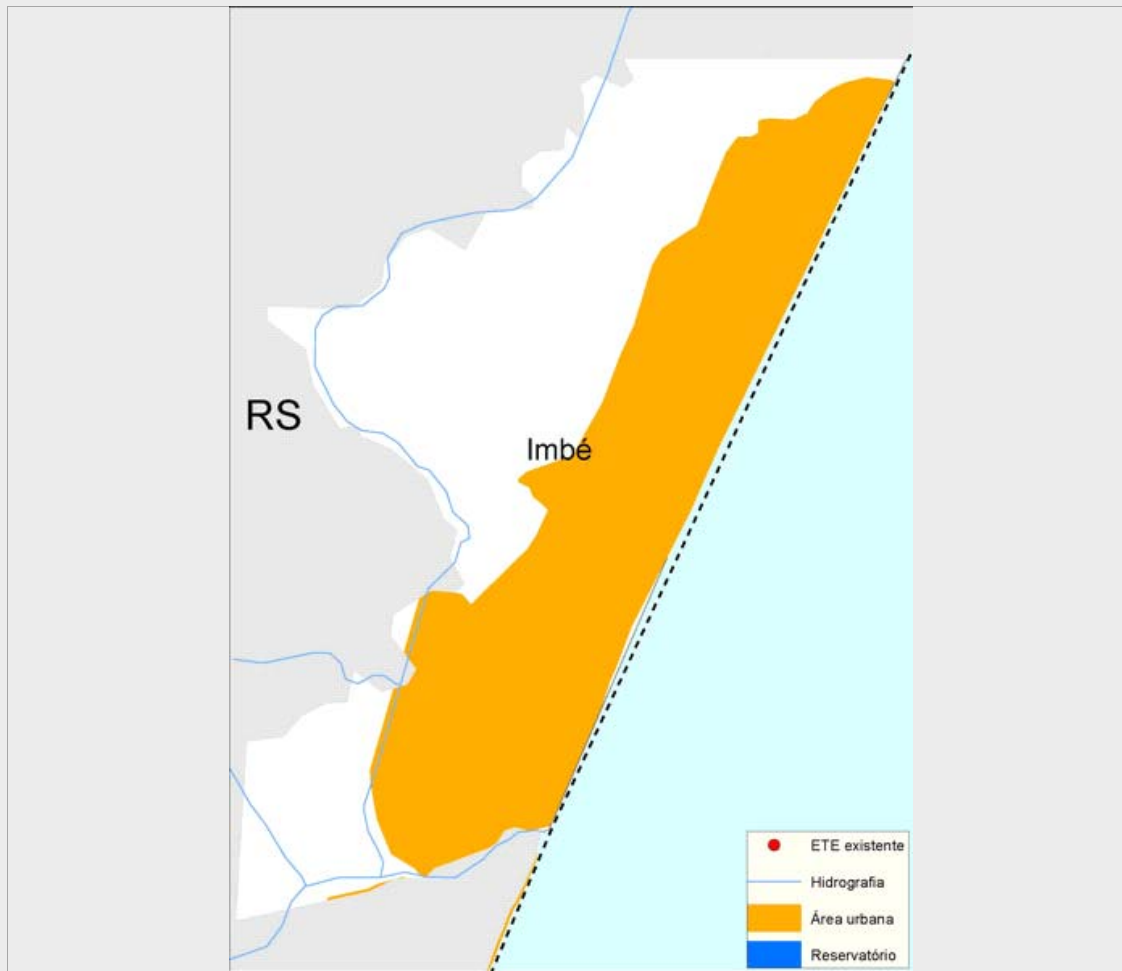 RS
Imbé
ETE existente
Hidrografia
Área urbana
Reservatório